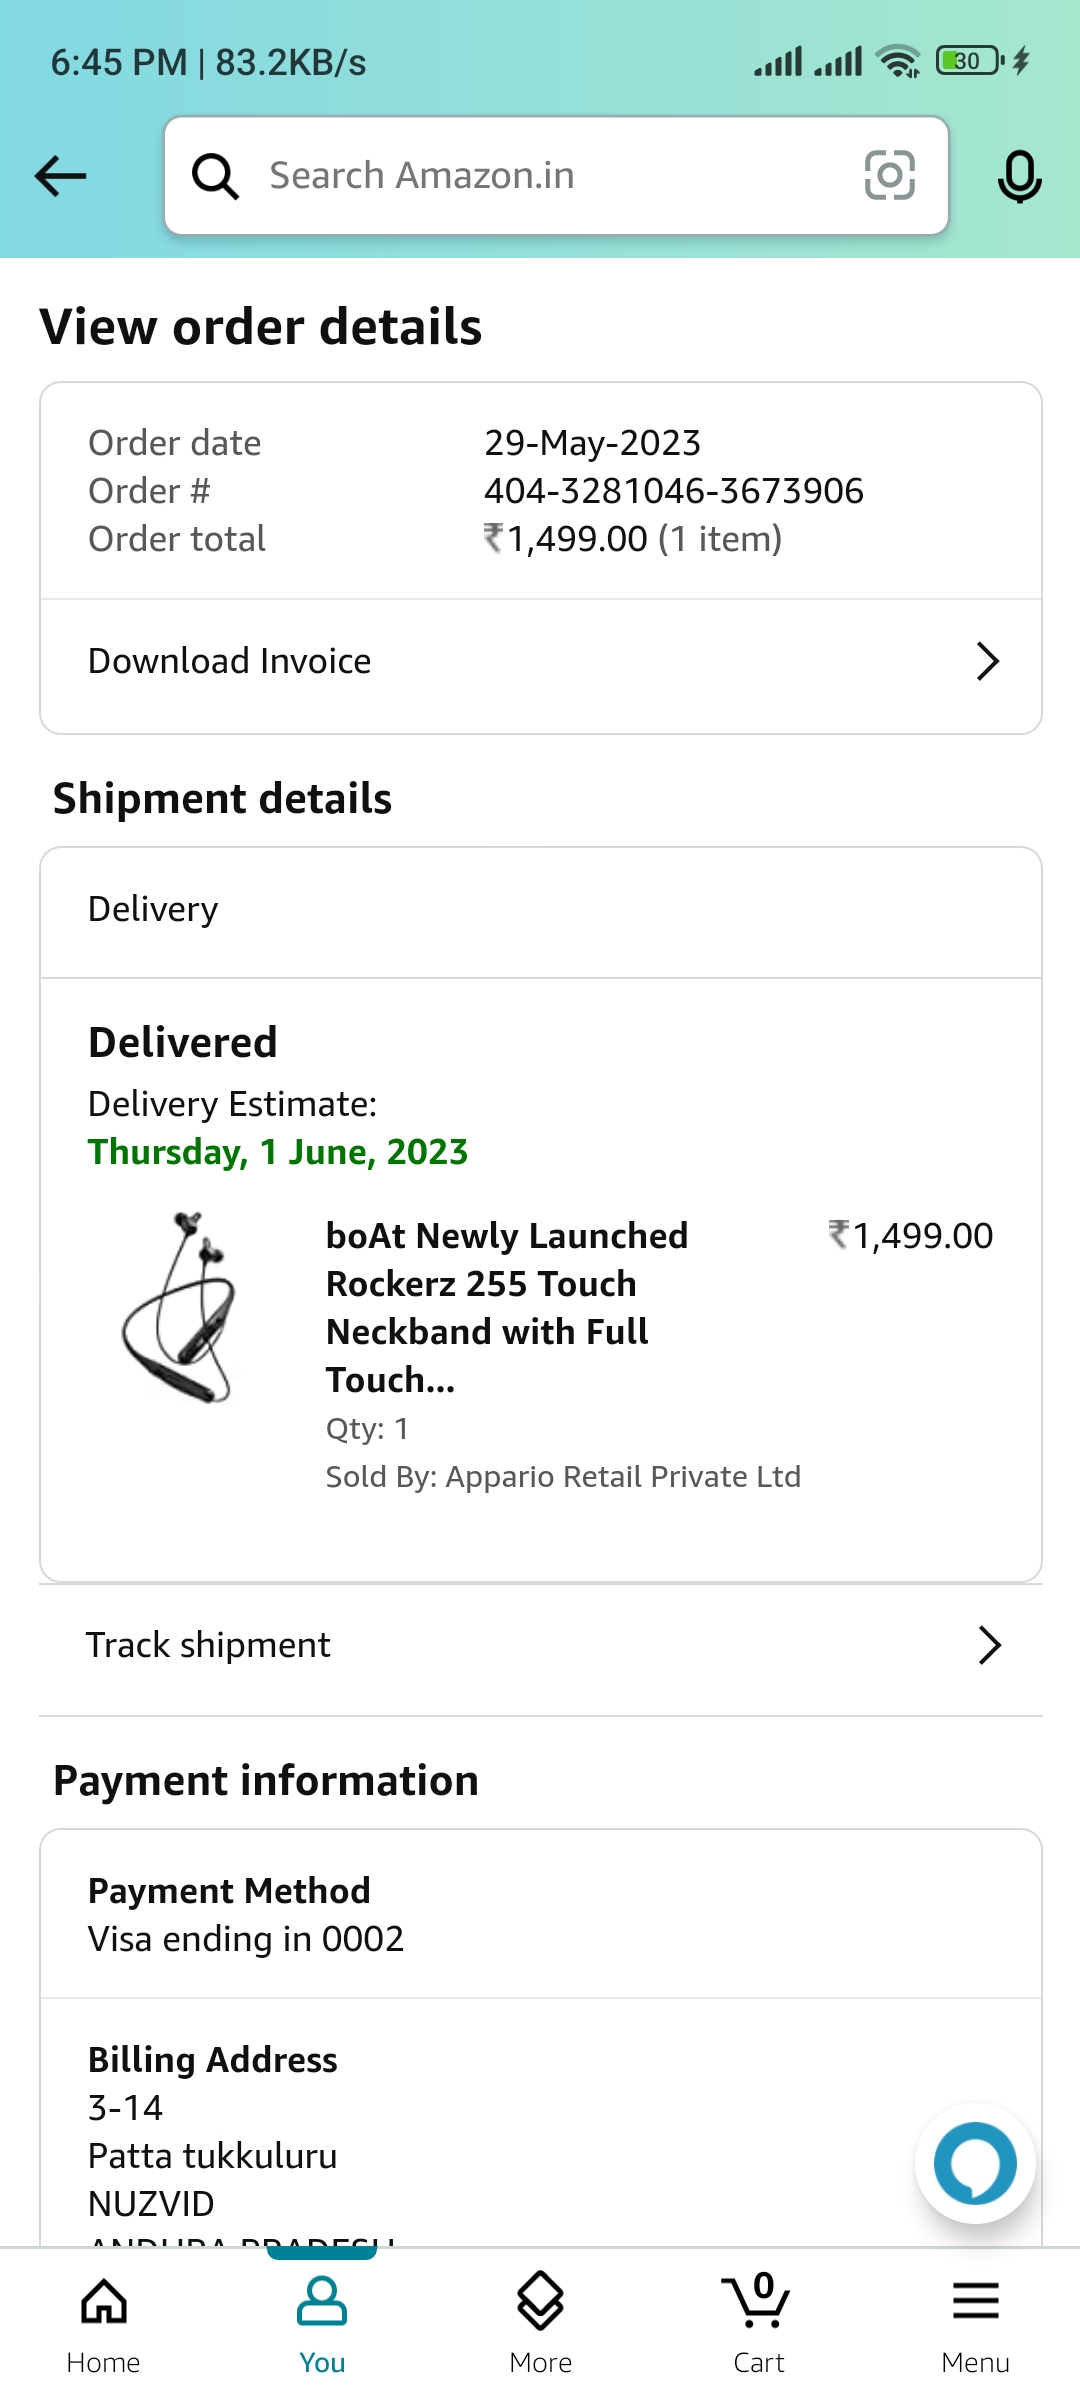 6:45 PM | 83.2KB/s
30
Search Amazon.in
View order details
Order date 29-May-2023
Order # 404-3281046-3673906
Order total ₹1,499.00 (1 item)
Download Invoice
Shipment details
Delivery
Delivered
Delivery Estimate:
Thursday, 1 June, 2023
boAt Newly Launched ₹1,499.00
Rockerz 255 Touch
Neckband with Full
Touch...
Qty: 1
Sold By: Appario Retail Private Ltd
Track shipment
Payment information
Payment Method
Visa ending in 0002
Billing Address
3-14
Patta tukkuluru
NUZVID
ANDHRA PRADESH
0
Home You More Cart Menu